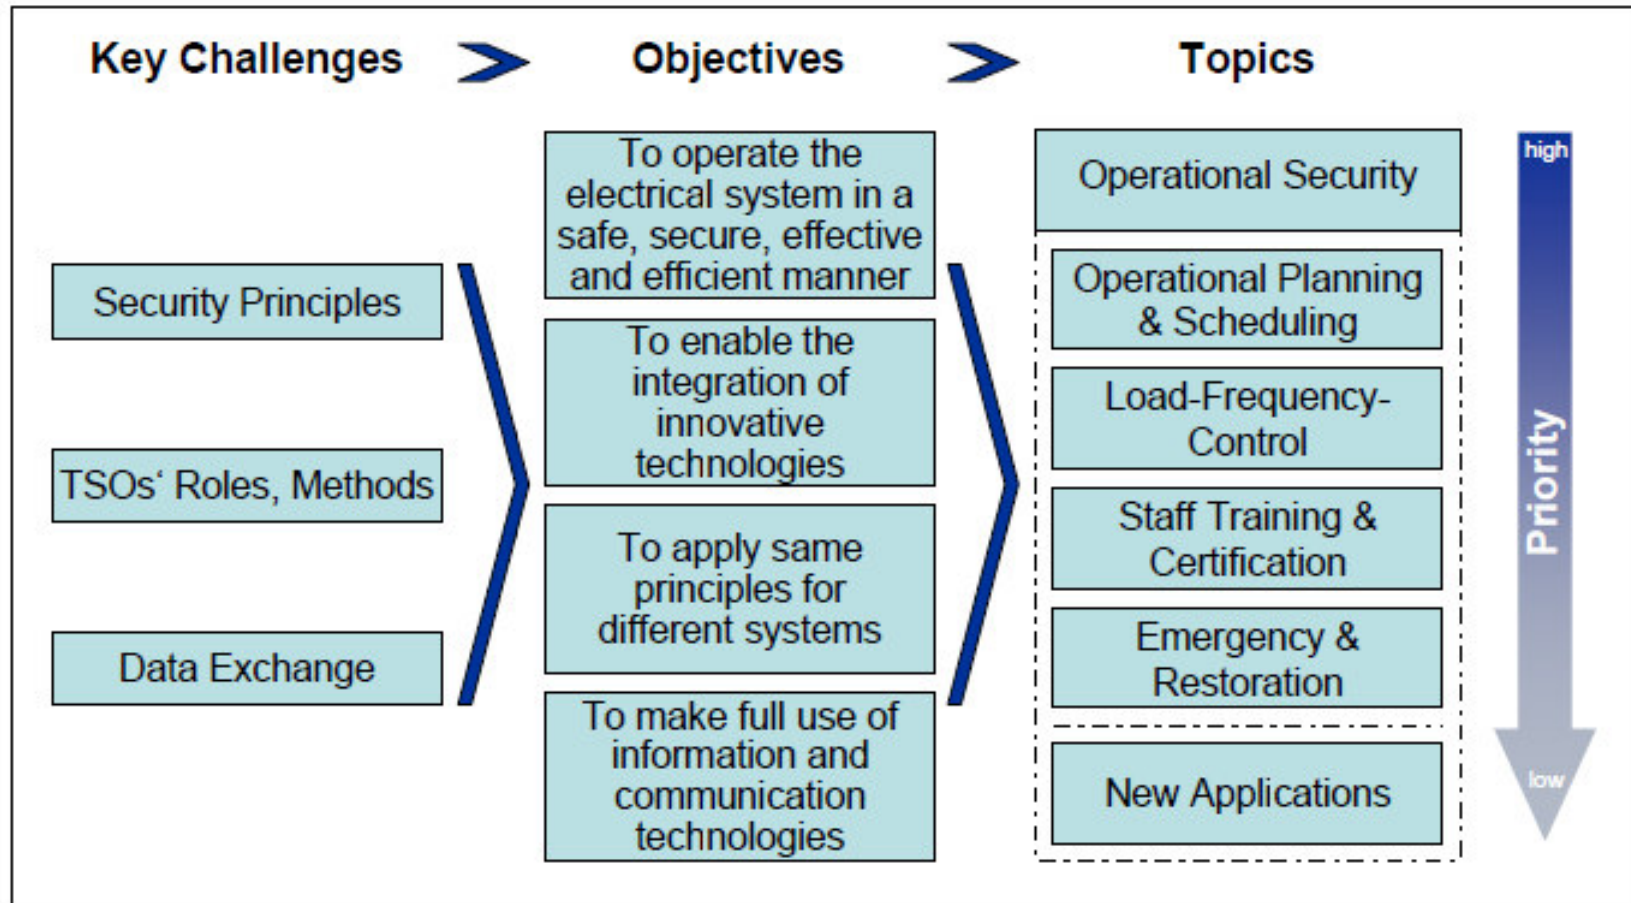 Key Challenges
Objectives
Topics
Security Principles
TSOs‘ Roles, Methods
Data Exchange
To operate the
electrical system in a
safe, secure, effective
and efficient manner
To enable the
integration of
innovative
technologies
To apply same
principles for
different systems
To make full use of
information and
communication
technologies
Operational Security
Operational Planning
& Scheduling
Load-Frequency-
Control
Staff Training &
Certification
Emergency &
Restoration
New Applications
high
Priority
low